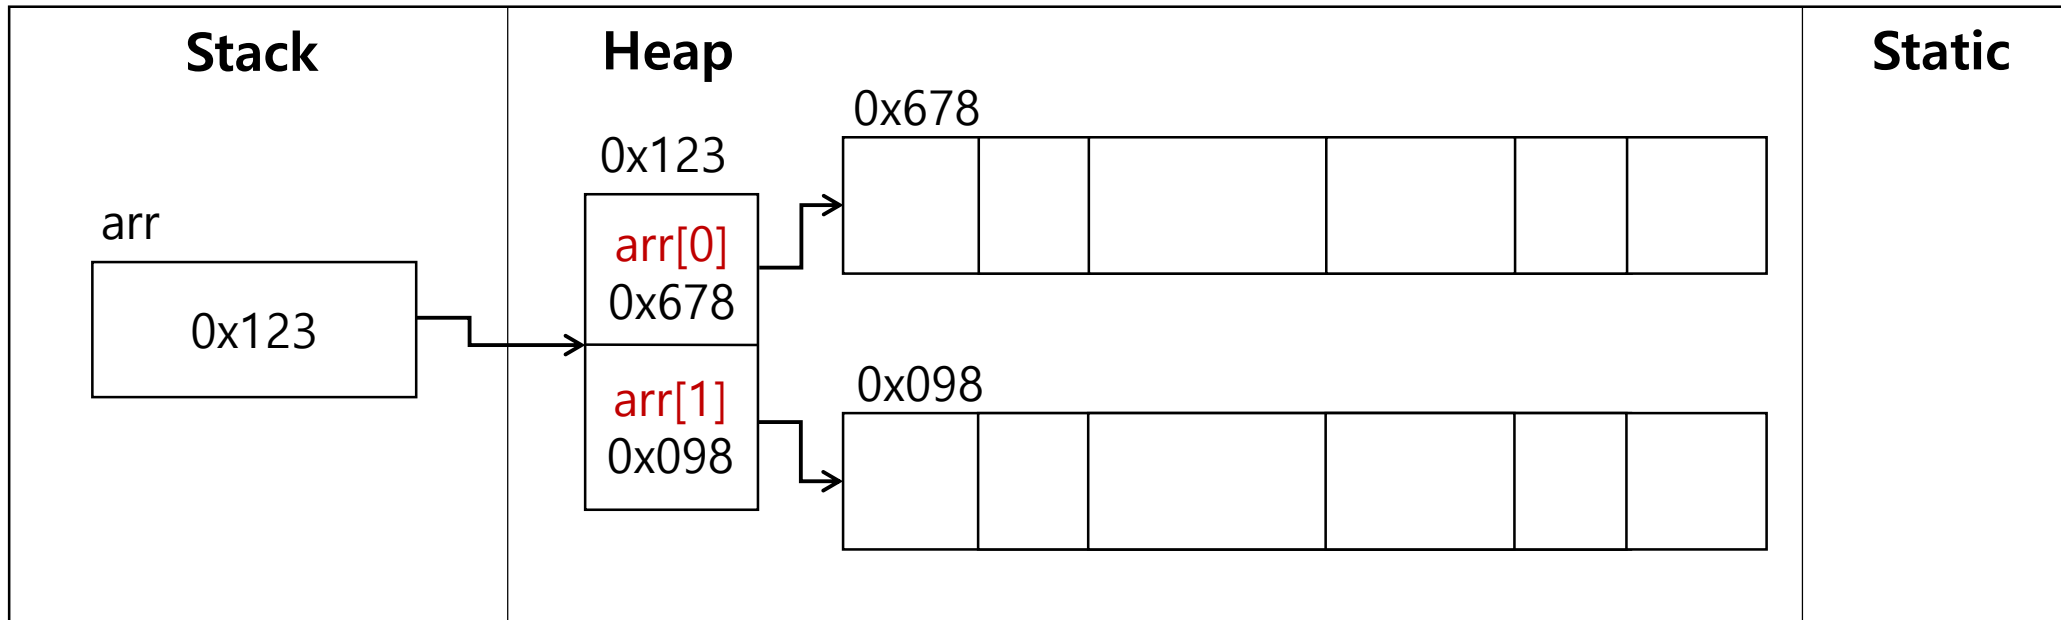 Stack
Heap
Static
0x678
0x123
arr
arr[0]
0x678
0x123
0x098
arr[1]
0x098